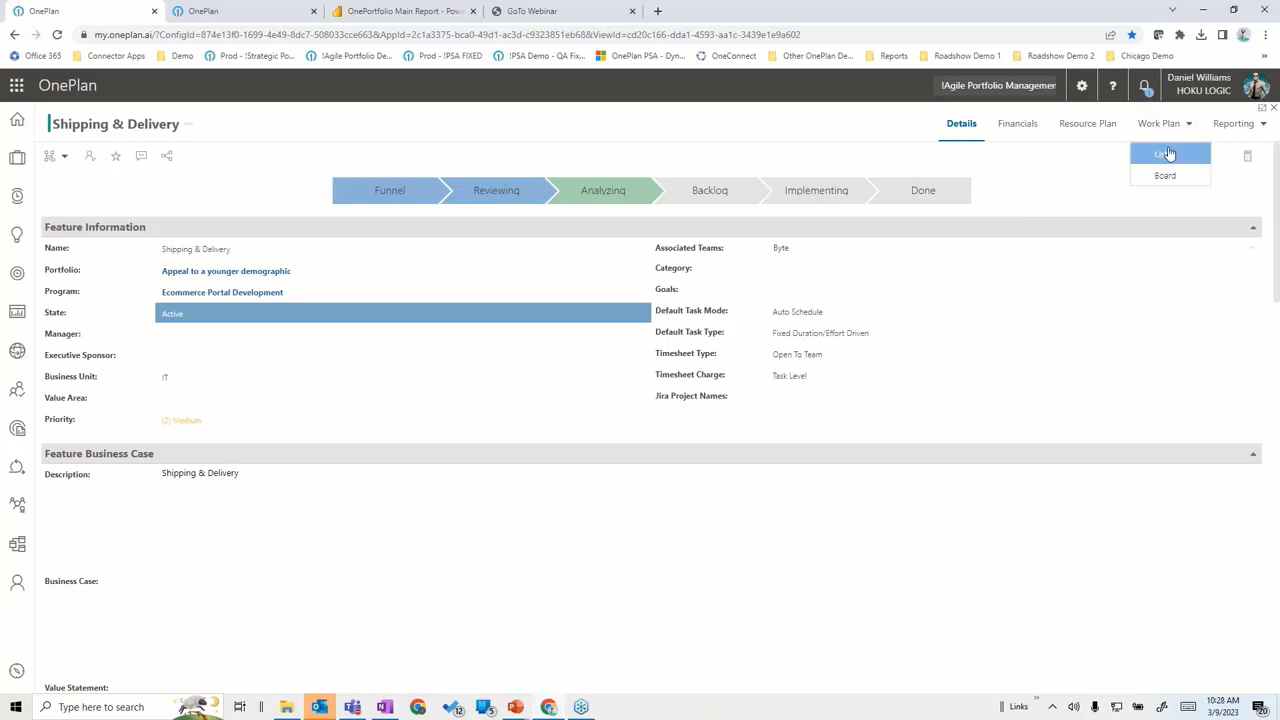 OnePlan
OnePlan
OnePortfolio Main Report - Powe
GoTo Webinar
my.oneplan.ai/?ConfigId=874e13f0-1699-4e49-8dc7-508033cce663&AppId=2c1a3375-bca0-49d1-ac3d-c9323851eb68&ViewId=cd20c166-dda1-4593-aa1c-3439e1e9a602
Office 365
Demo
Prod - !Strategic Po...
!Agile Portfolio De...
Prod - !PSA FIXED
!PSA Demo - QA Fix...
OnePlan PSA - Dyn...
OneConnect
Other OnePlan De...
Reports
Roadshow Demo 1
Roadshow Demo 2
Chicago Demo
»
OnePlan
!Agile Portfolio Managemen
?
Daniel Williams
HOKU LOGIC
Shipping & Delivery
Details
Financials
Resource Plan
Work Plan
Reporting
Board
Funnel
Reviewing
Analyzing
Backlog
Implementing
Done
Feature Information
Name:
Shipping & Delivery
Associated Teams:
Byte
Portfolio:
Appeal to a younger demographic
Category:
Program:
Ecommerce Portal Development
Goals:
State:
Active
Default Task Mode:
Auto Schedule
Manager:
Default Task Type:
Fixed Duration/Effort Driven
Executive Sponsor:
Timesheet Type:
Open To Team
Business Unit:
IT
Timesheet Charge:
Task Level
Value Area:
Jira Project Names:
Priority:
(2) Medium
Feature Business Case
Description:
Shipping & Delivery
Business Case:
Value Statement:
Type here to search
12
5
Links
»
10:28 AM
3/9/2023
20